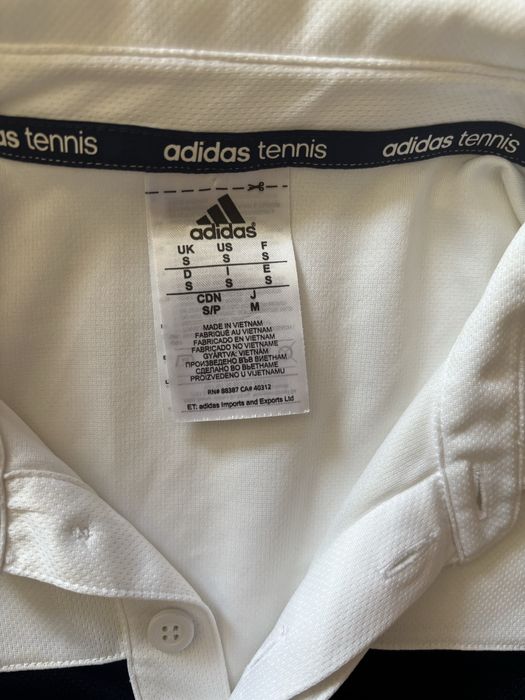 as tennis adidas tennis adidas tennis
adidas
UK US F
S S S
D I E
S S S
CDN J
S/P M
MADE IN VIETNAM
FABRIQUÉ AU VIETNAM
FABRICADO EN VIETNAM
FABRICADO NO VIETNAME
GYÁRTVA: VIETNAM
ПРОИЗВЕДЕНО ВЪВ ВИЕТНАМ
СДЕЛАНО ВО ВЬЕТНАМЕ
PROIZVEDENO U VIJETNAMU
RN# 88387 CA# 40312
ET: adidas Imports and Exports Ltd